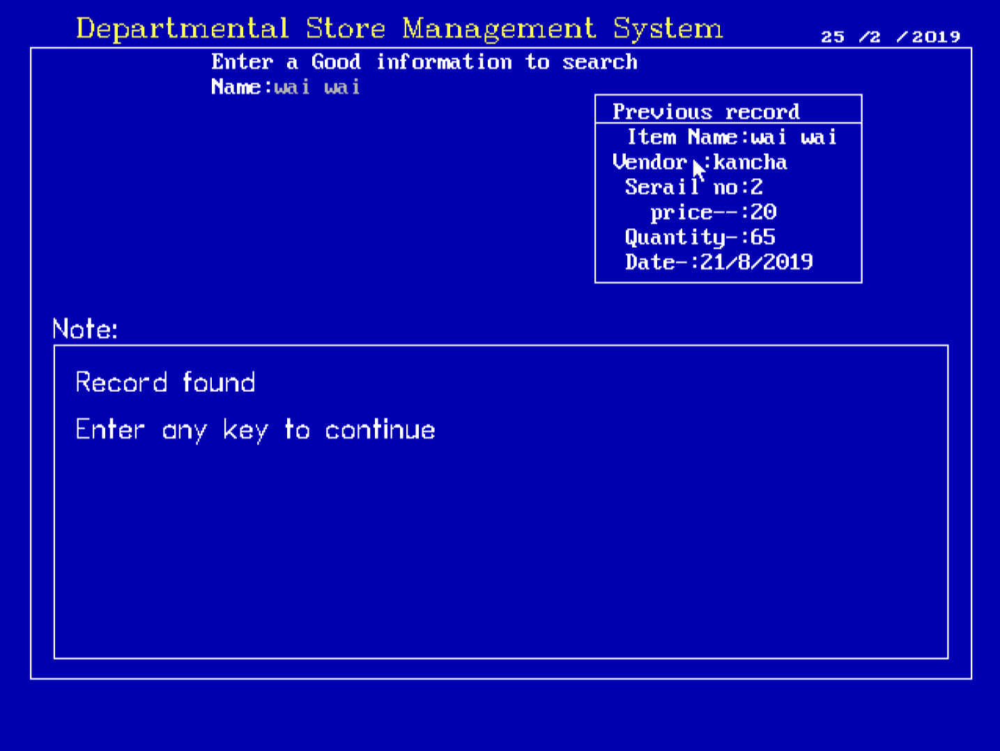 Departmental Store Management System
25 /2 /2019
Enter a Good information to search
Name:wai wai
Previous record
Item Name:wai wai
Vendor :kancha
Serail no:2
price--:20
Quantity-:65
Date-:21/8/2019
Note:
Record found
Enter any key to continue